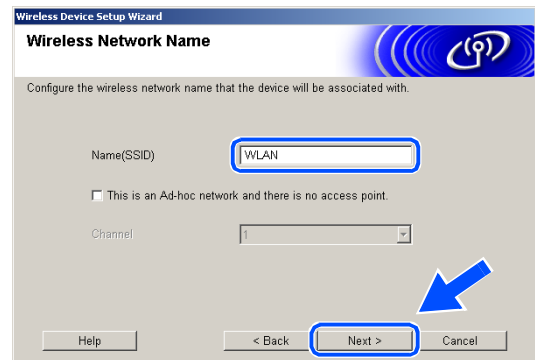 Wireless Device Setup Wizard
Wireless Network Name
Configure the wireless network name that the device will be associated with.
Name(SSID)
WLAN
This is an Ad-hoc network and there is no access point.
Channel
1
Help
< Back
Next >
Cancel